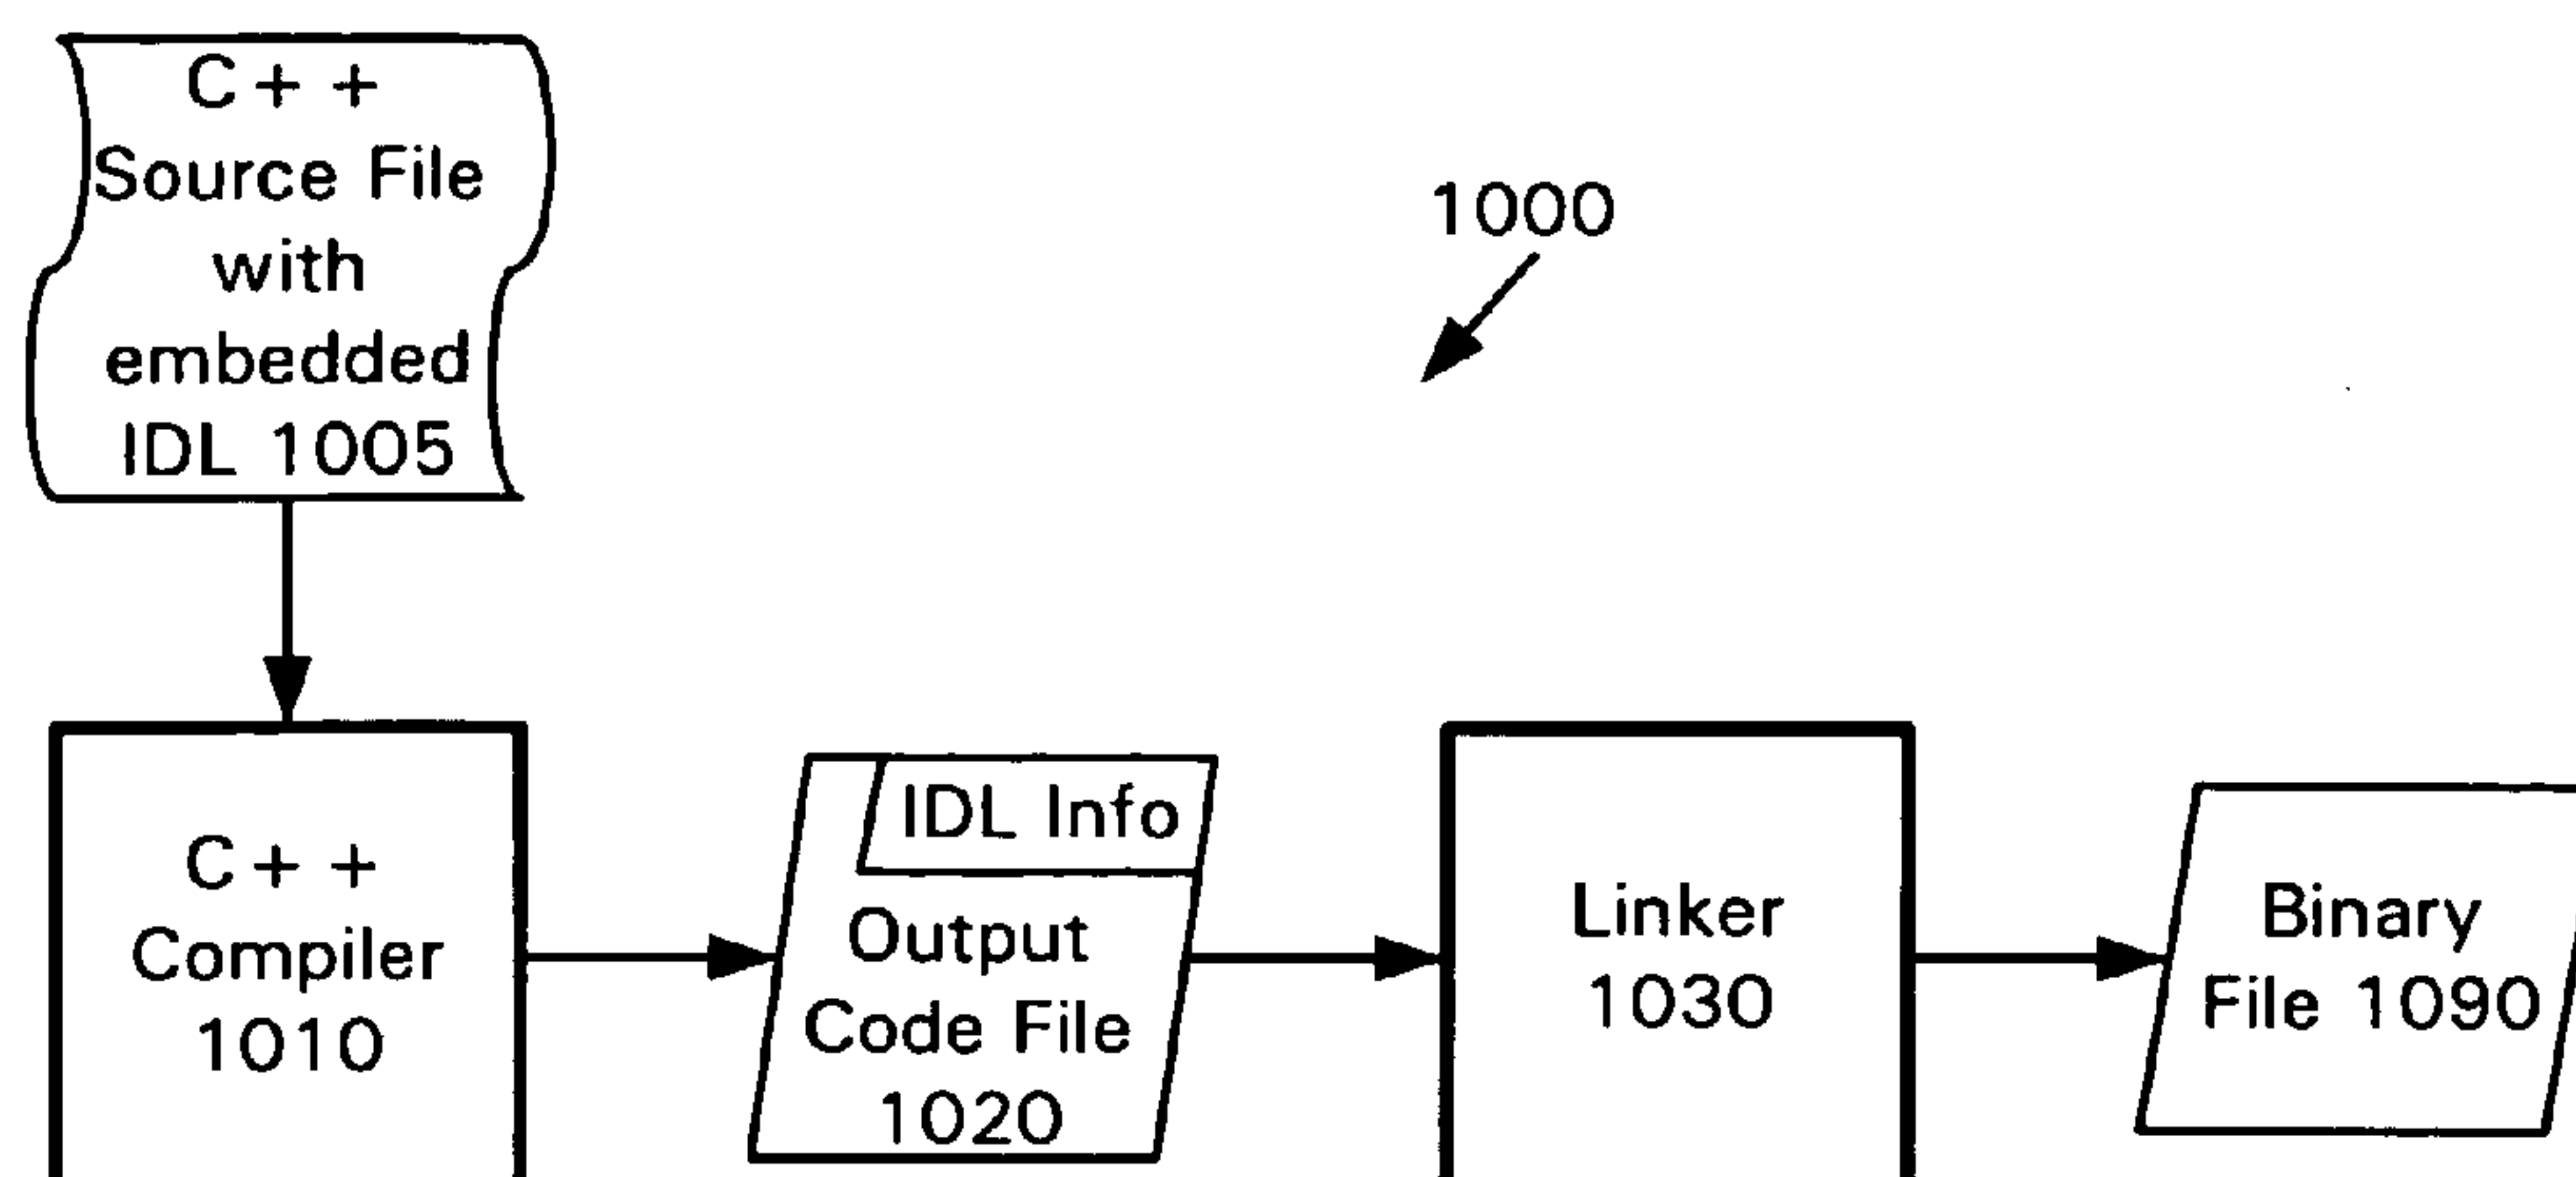 C++
Source File
with
embedded
IDL 1005
1000
C++
Compiler
1010
IDL Info
Output
Code File
1020
Linker
1030
Binary
File 1090